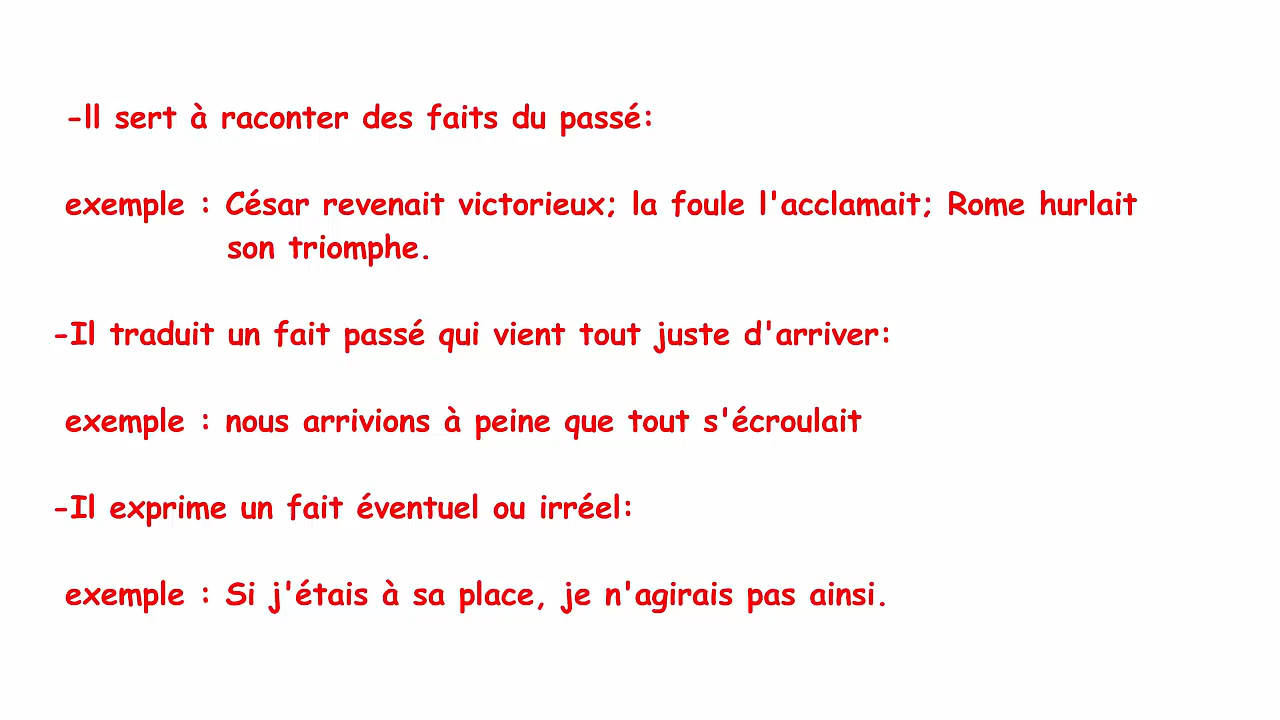 -ll sert à raconter des faits du passé:
exemple : César revenait victorieux; la foule l'acclamait; Rome hurlait
son triomphe.
-Il traduit un fait passé qui vient tout juste d'arriver:
exemple : nous arrivions à peine que tout s'écroulait
-Il exprime un fait éventuel ou irréel:
exemple : Si j'étais à sa place, je n'agirais pas ainsi.